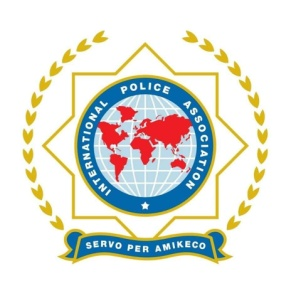 INTERNATIONAL POLICE ASSOCIATION
SERVO PER AMIKECO